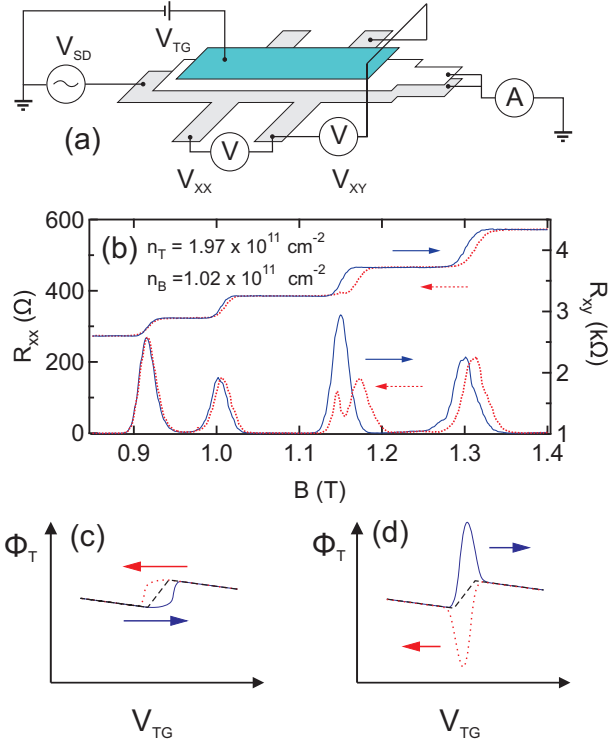 V_TG
V_SD
A
(a)
V V
V_XX V_XY
(b)
n_T = 1.97 x 10^11 cm^-2
n_B =1.02 x 10^11 cm^-2
R_xx (Ω)
600
400
200
0
R_xy (kΩ)
4
3
2
1
0.9 1.0 1.1 1.2 1.3 1.4
B (T)
(c)
Φ_T
V_TG
(d)
Φ_T
V_TG